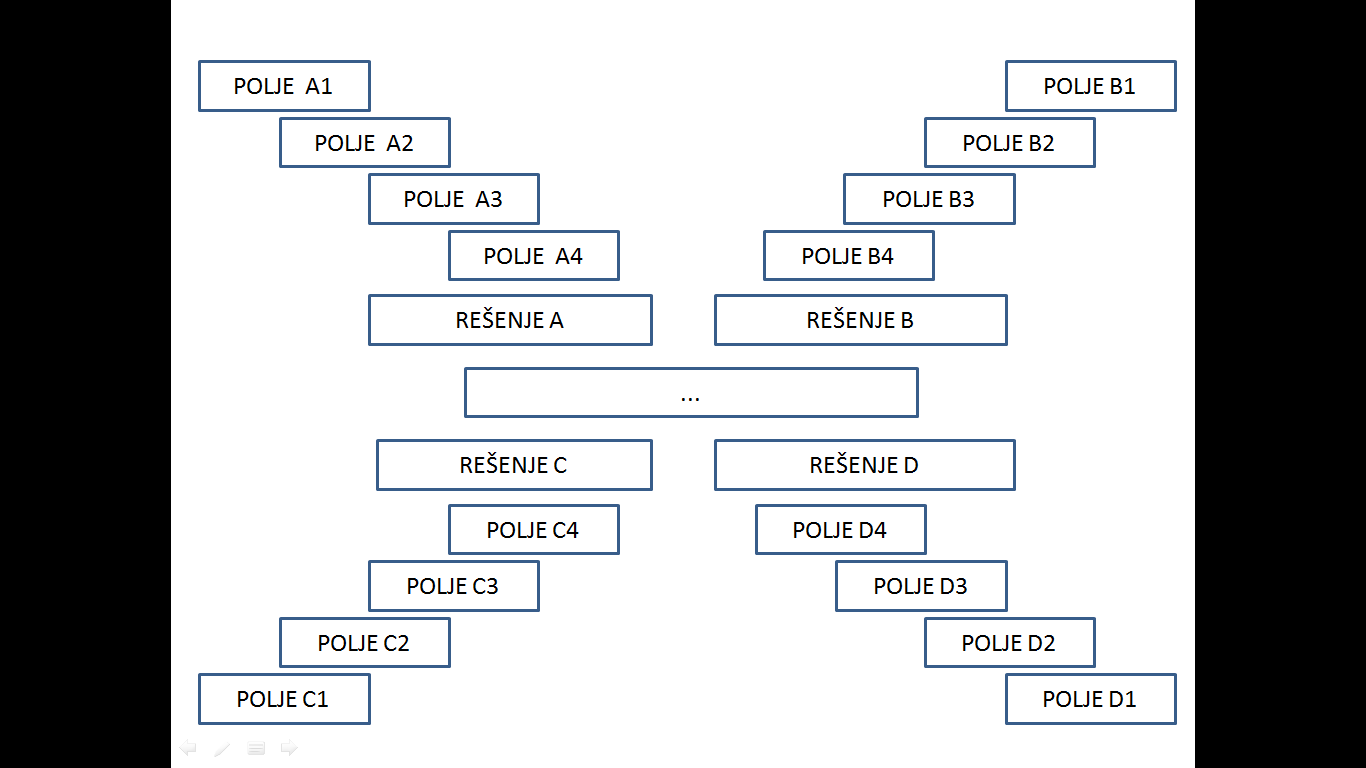 POLJE  A1
POLJE B1
POLJE  A2
POLJE B2
POLJE  A3
POLJE B3
POLJE  A4
POLJE B4
REŠENJE A
REŠENJE B
...
REŠENJE C
REŠENJE D
POLJE C4
POLJE D4
POLJE C3
POLJE D3
POLJE C2
POLJE D2
POLJE C1
POLJE D1